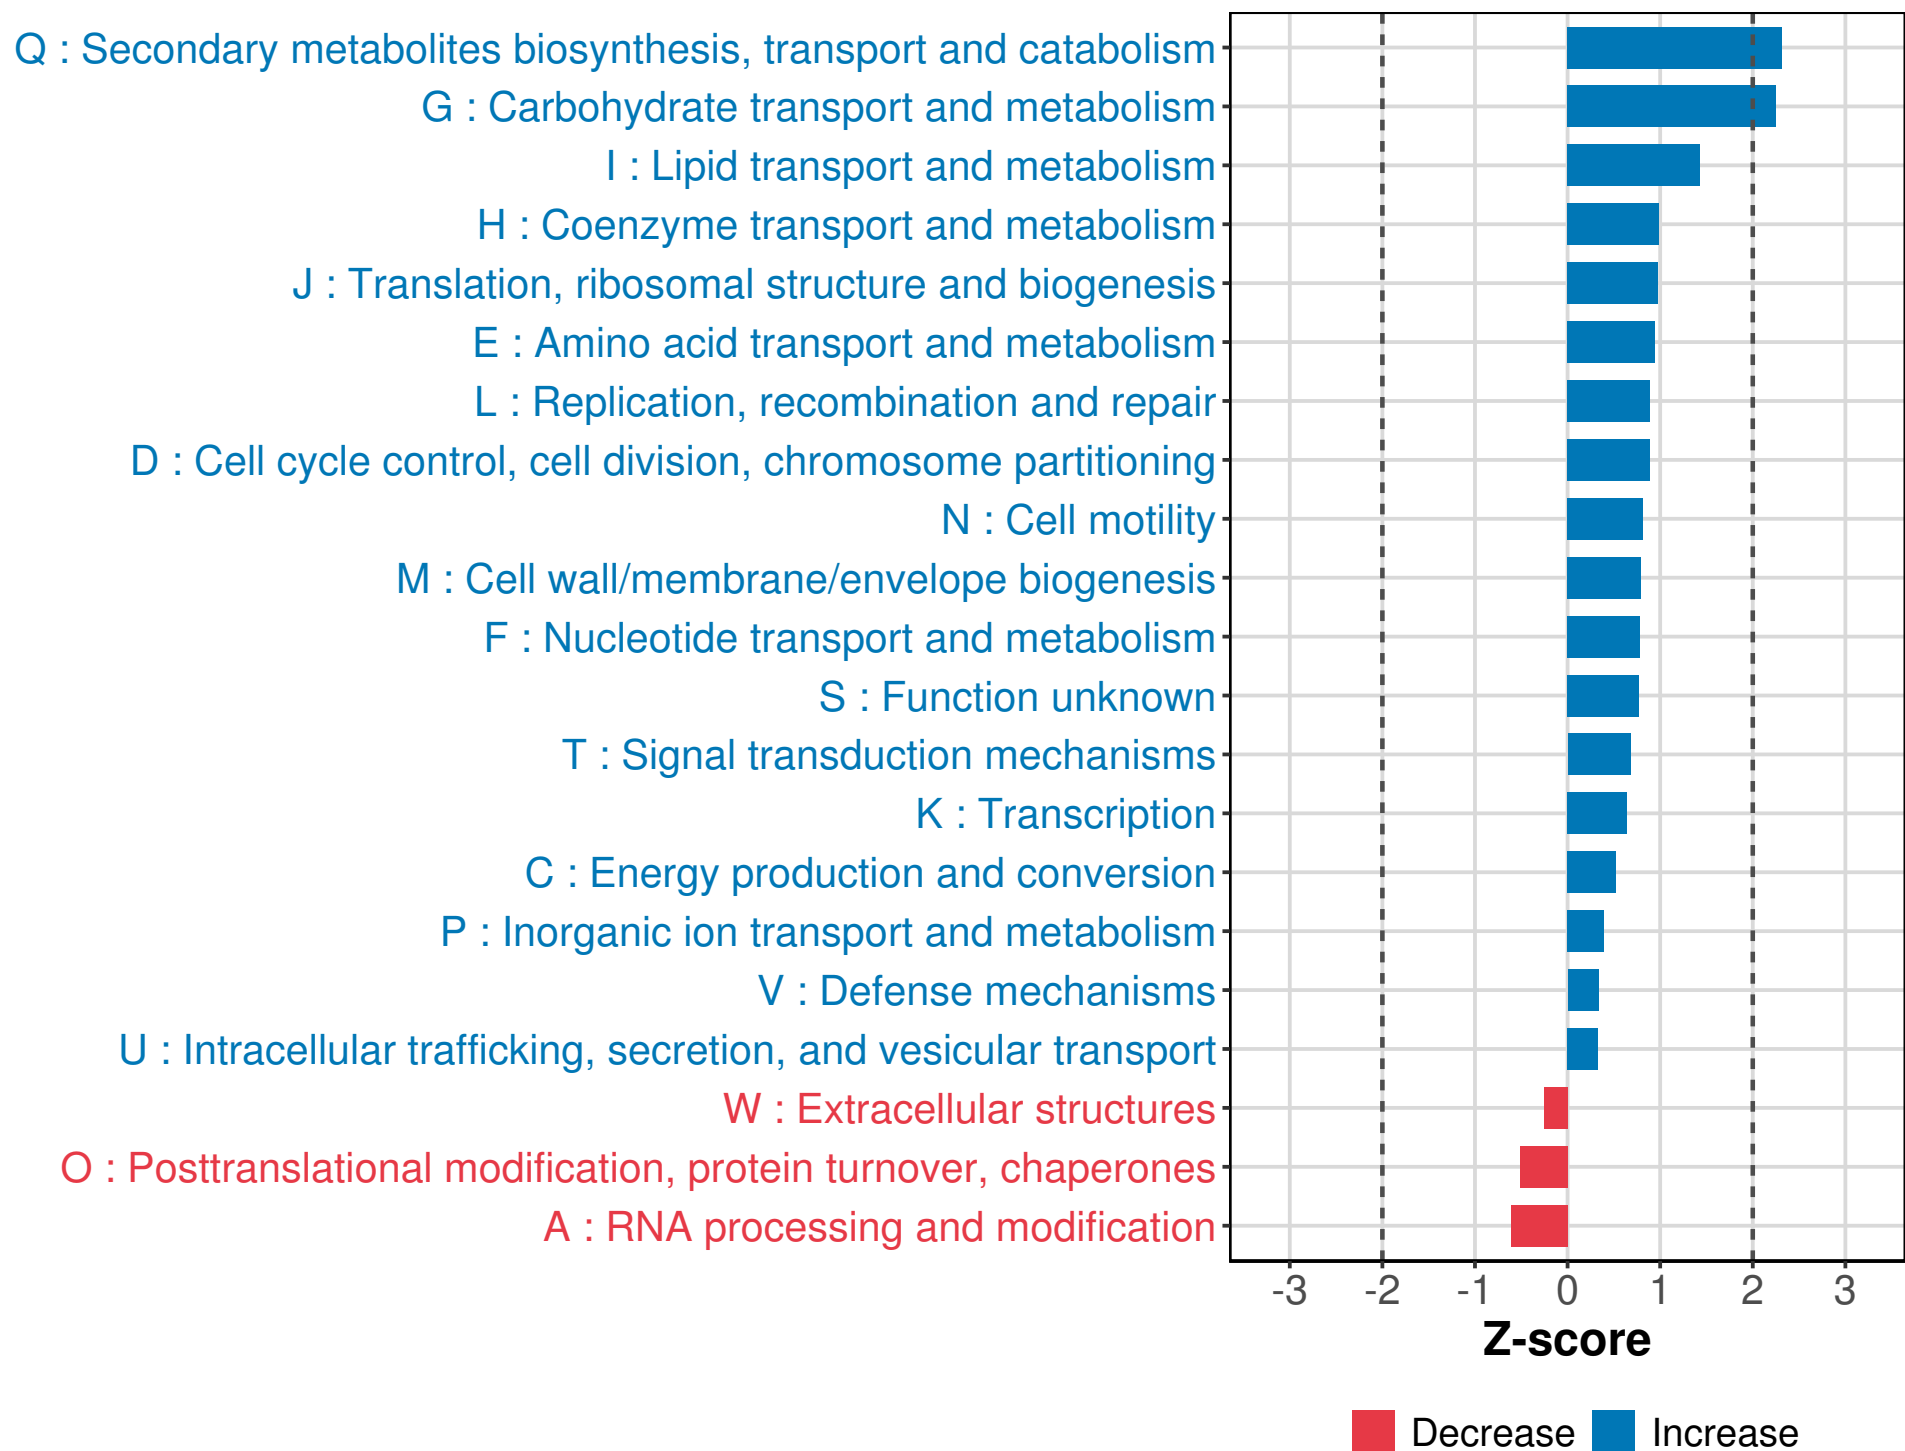 Q : Secondary metabolites biosynthesis, transport and catabolism
G : Carbohydrate transport and metabolism
I : Lipid transport and metabolism
H : Coenzyme transport and metabolism
J : Translation, ribosomal structure and biogenesis
E : Amino acid transport and metabolism
L : Replication, recombination and repair
D : Cell cycle control, cell division, chromosome partitioning
N : Cell motility
M : Cell wall/membrane/envelope biogenesis
F : Nucleotide transport and metabolism
S : Function unknown
T : Signal transduction mechanisms
K : Transcription
C : Energy production and conversion
P : Inorganic ion transport and metabolism
V : Defense mechanisms
U : Intracellular trafficking, secretion, and vesicular transport
W : Extracellular structures
O : Posttranslational modification, protein turnover, chaperones
A : RNA processing and modification
-3 -2 -1 0 1 2 3
Z-score
Decrease Increase